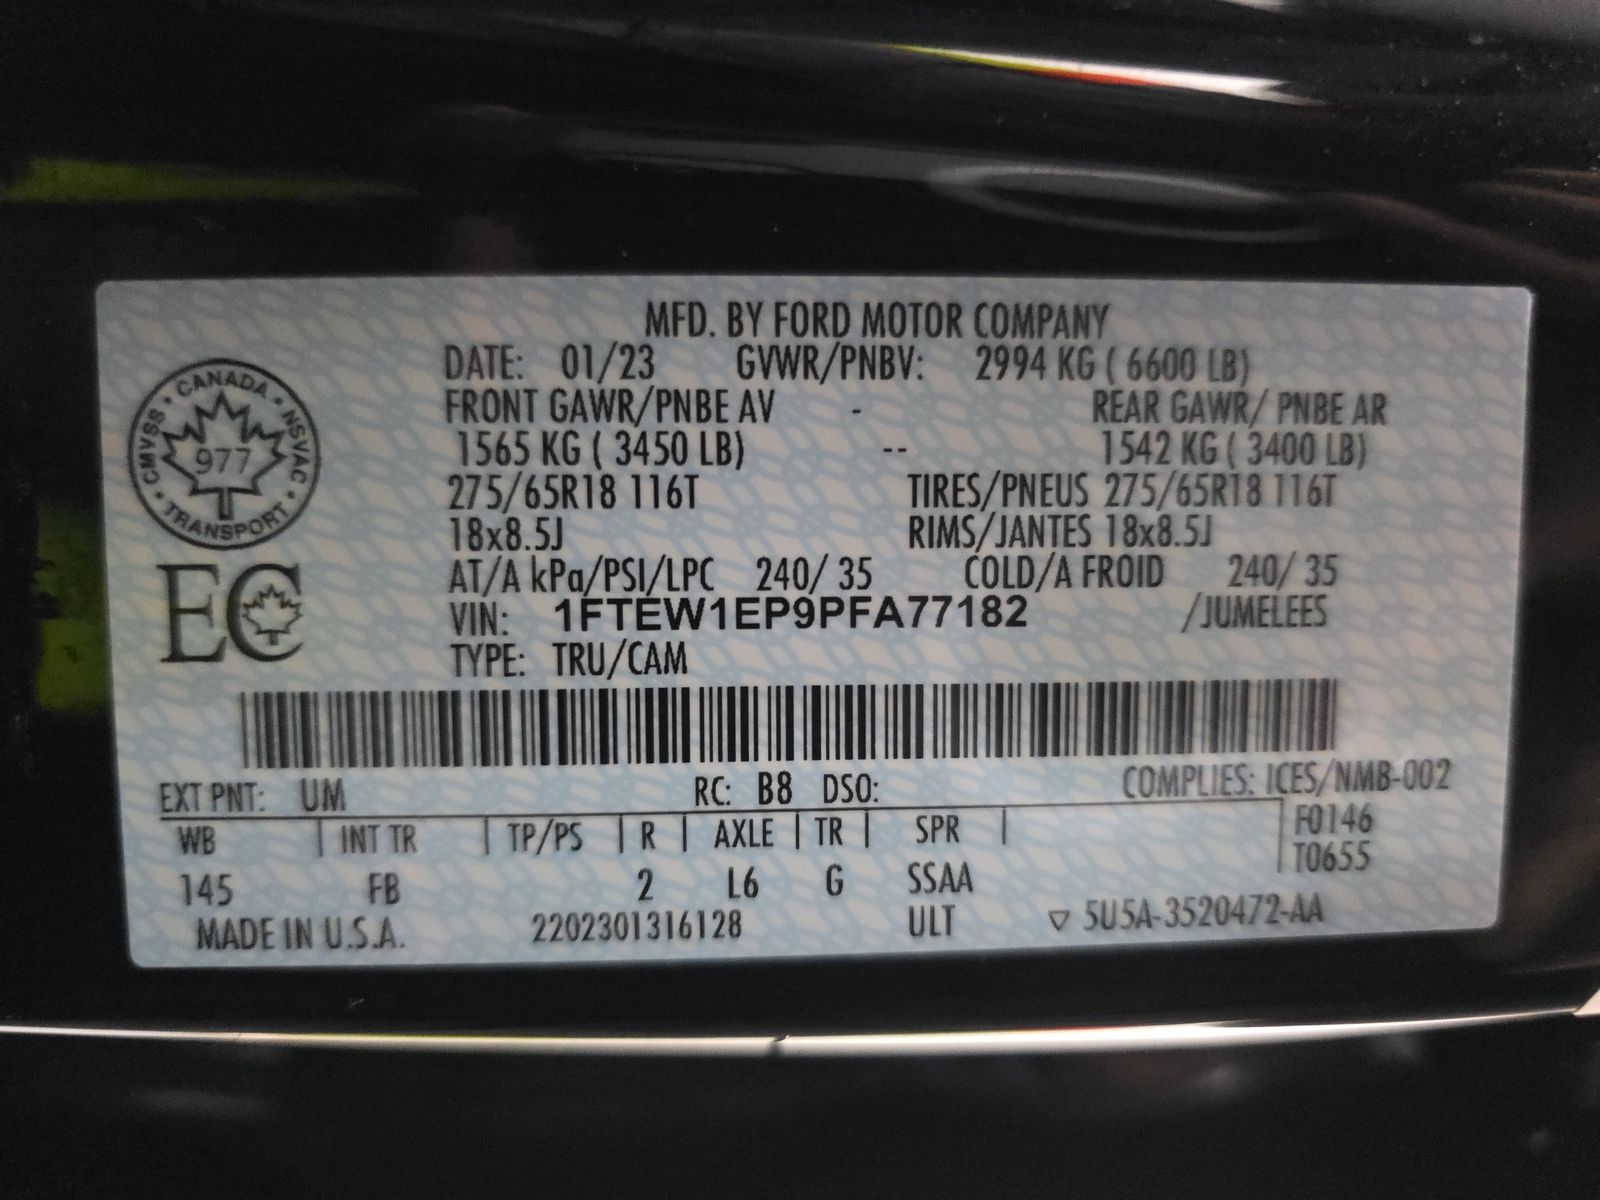 MFD. BY FORD MOTOR COMPANY
DATE: 01/23 GVWR/PNBV: 2994 KG ( 6600 LB)
FRONT GAWR/PNBE AV - REAR GAWR/ PNBE AR
1565 KG ( 3450 LB) -- 1542 KG ( 3400 LB)
275/65R18 116T TIRES/PNEUS 275/65R18 116T
18x8.5J RIMS/JANTES 18x8.5J
AT/A kPa/PSI/LPC 240/ 35 COLD/A FROID 240/ 35
VIN: 1FTEW1EP9PFA77182 /JUMELEES
TYPE: TRU/CAM
CANADA
CMVSS • NSVAC
977
TRANSPORT
EC
EXT PNT: UM RC: B8 DSO: COMPLIES: ICES/NMB-002
WB | INT TR | TP/PS | R | AXLE | TR | SPR | F0146
T0655
145 FB 2 L6 G SSAA
MADE IN U.S.A. 2202301316128 ULT ▽ 5U5A-3520472-AA